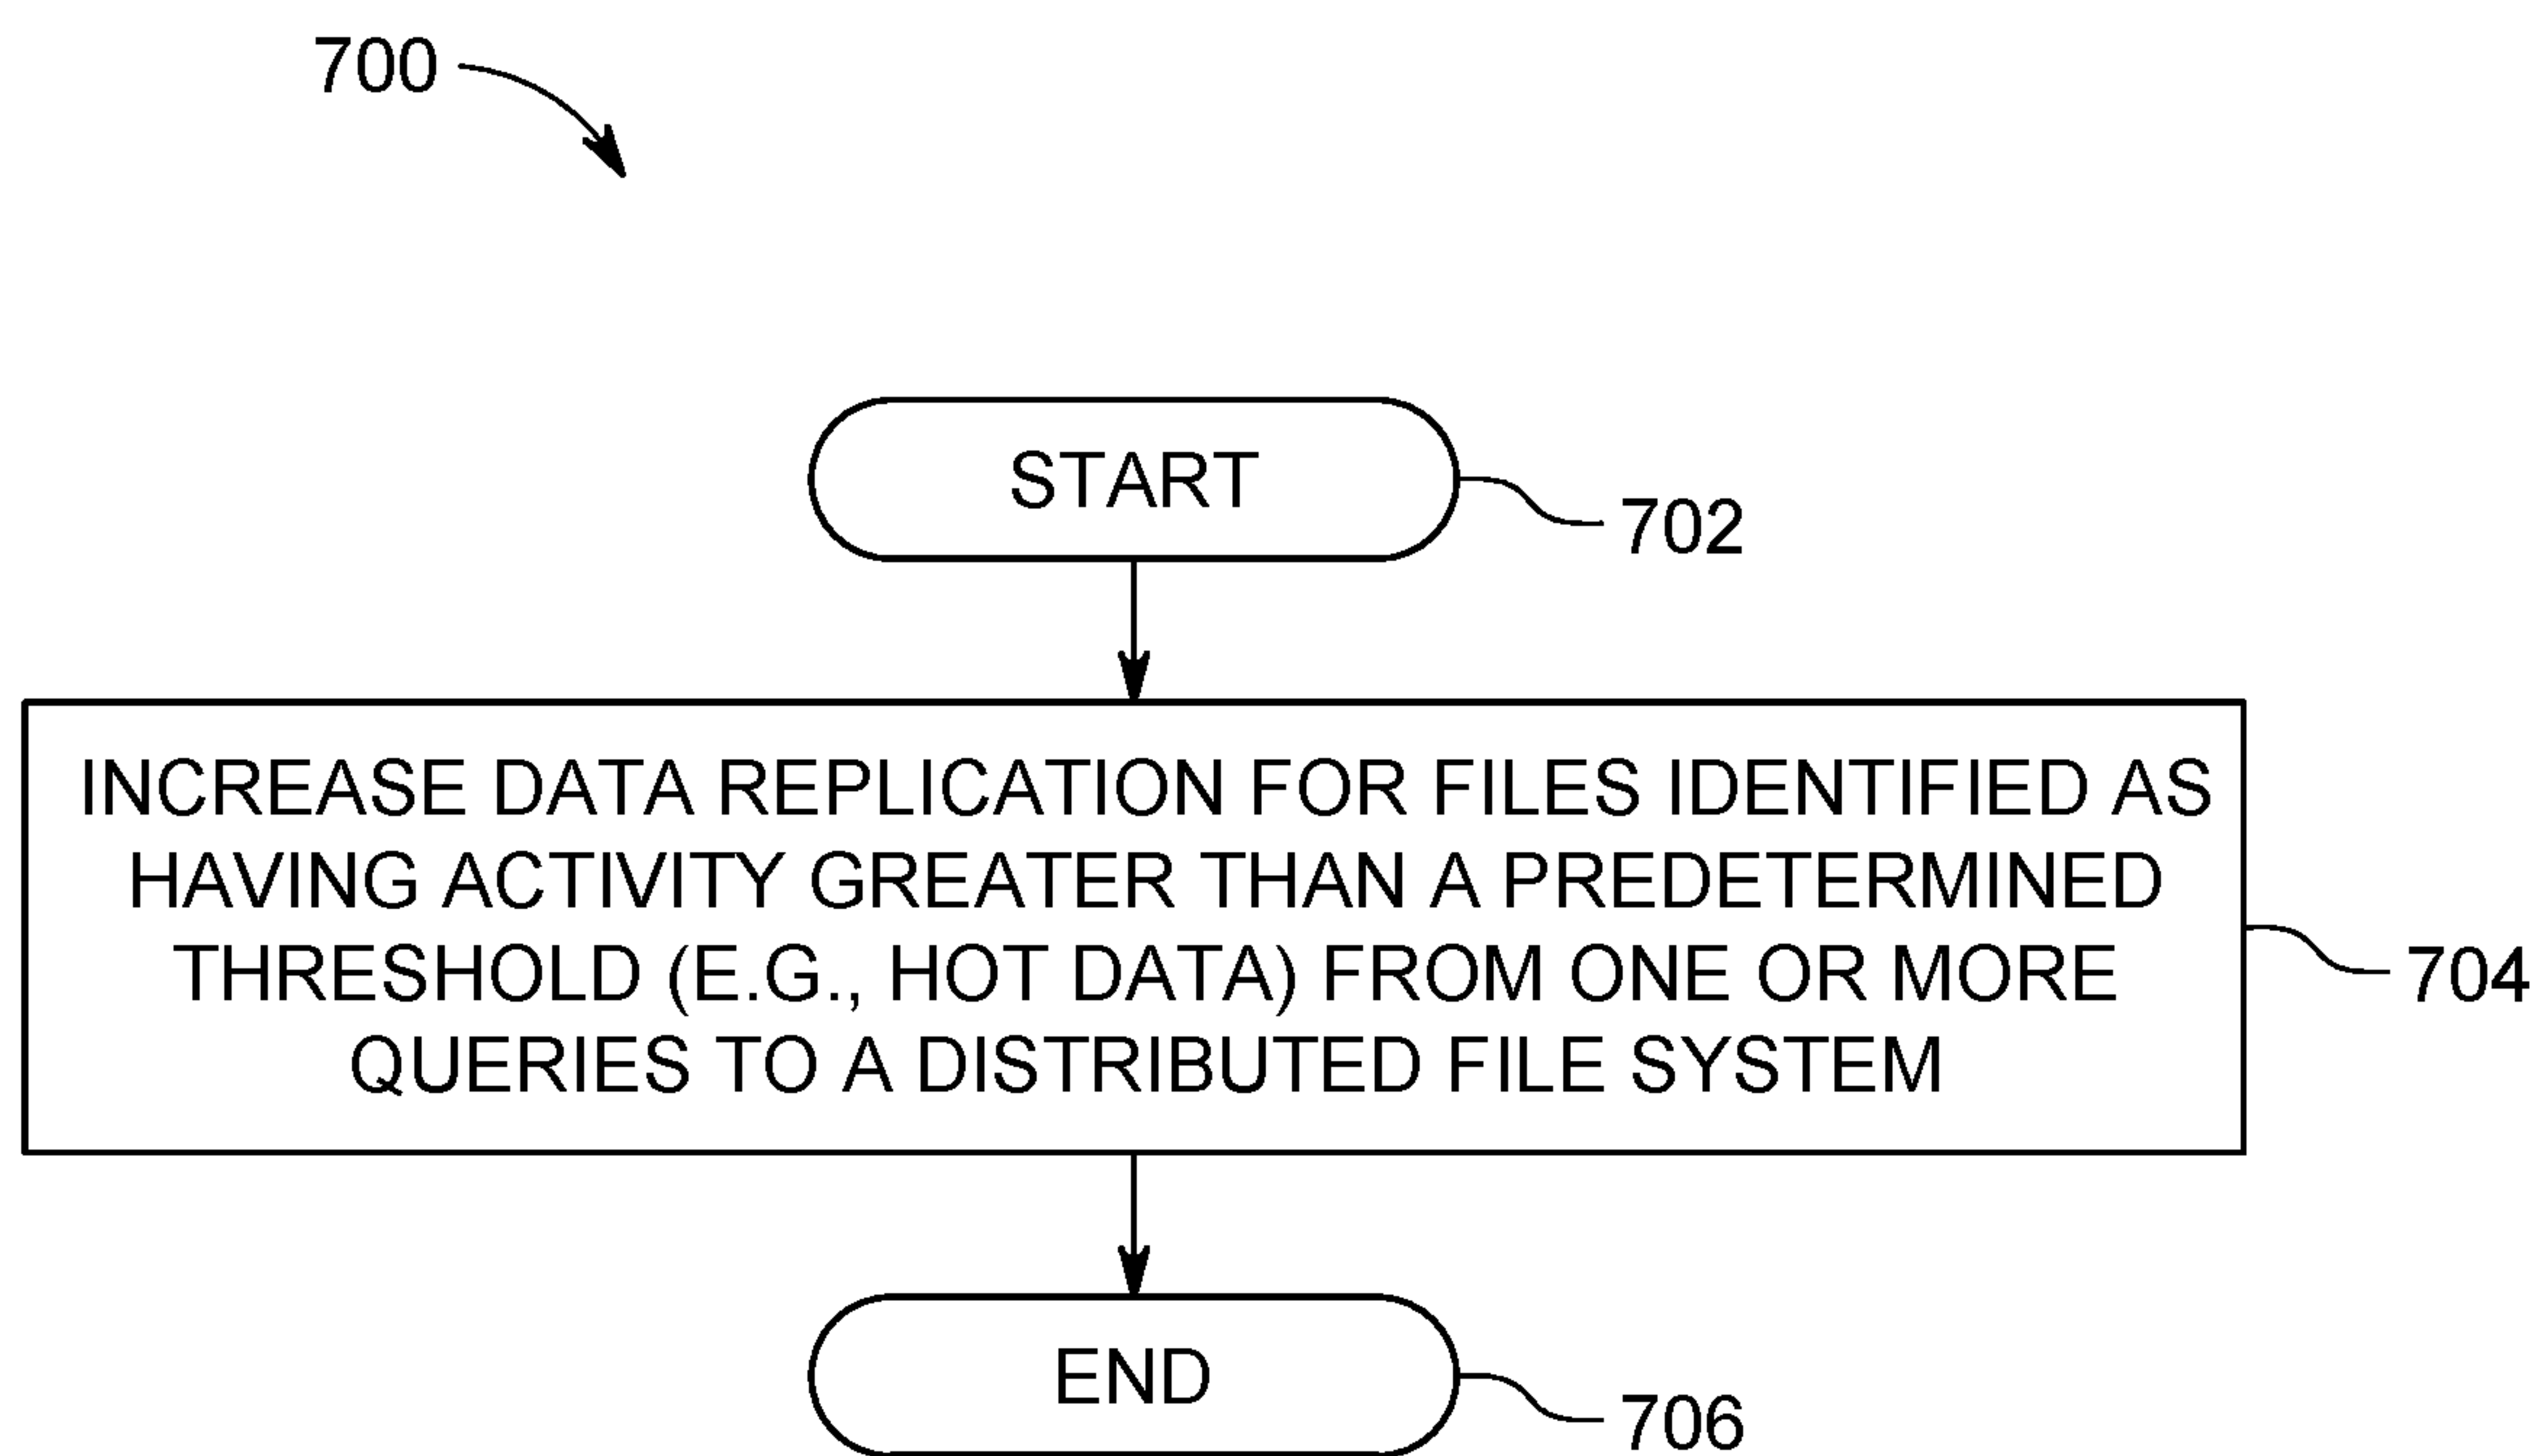 700
START
702
INCREASE DATA REPLICATION FOR FILES IDENTIFIED AS
HAVING ACTIVITY GREATER THAN A PREDETERMINED
THRESHOLD (E.G., HOT DATA) FROM ONE OR MORE
QUERIES TO A DISTRIBUTED FILE SYSTEM
704
END
706